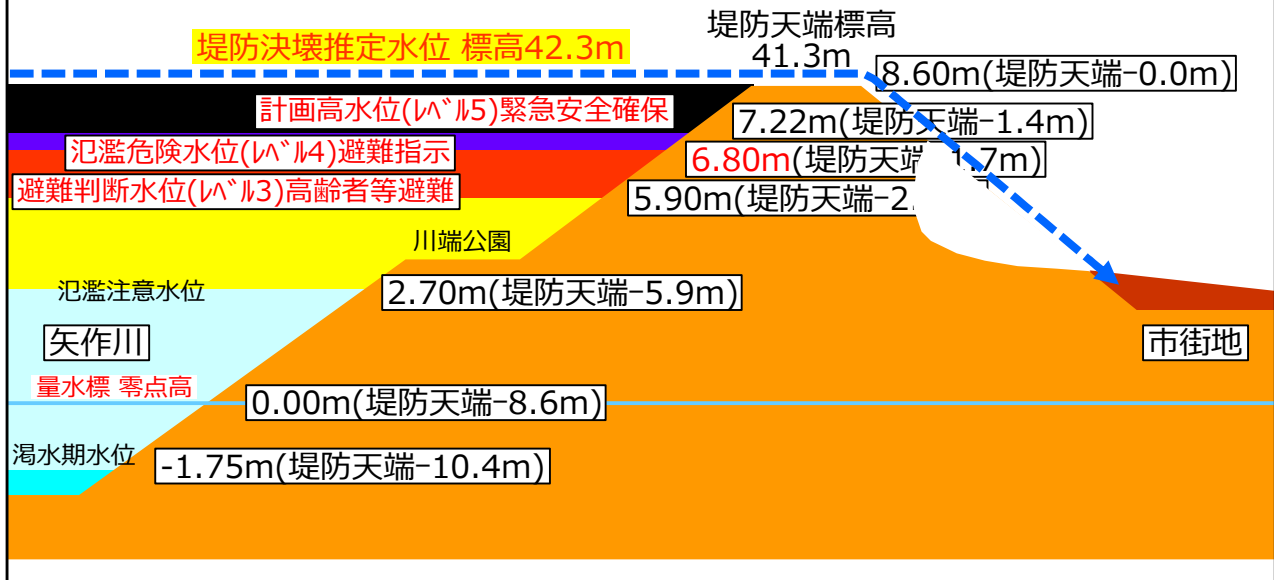 堤防天端標高
41.3m
堤防決壊推定水位 標高42.3m
8.60m(堤防天端-0.0m)
計画高水位(ﾚﾍﾞﾙ5)緊急安全確保
7.22m(堤防天端-1.4m)
氾濫危険水位(ﾚﾍﾞﾙ4)避難指示
6.80m(堤防天端 1.7m)
避難判断水位(ﾚﾍﾞﾙ3)高齢者等避難
5.90m(堤防天端-2.
川端公園
氾濫注意水位
2.70m(堤防天端-5.9m)
矢作川
市街地
量水標 零点高
0.00m(堤防天端-8.6m)
渇水期水位
-1.75m(堤防天端-10.4m)